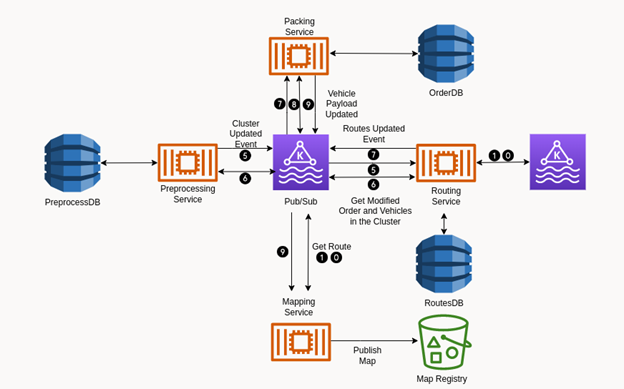 Packing
Service
OrderDB
7 8 9
Vehicle
Payload
Updated
Cluster
Updated
Event
5
Routes Updated
Event
7
K
5
1 0
K
6
6
PreprocessDB
Preprocessing
Service
Pub/Sub
Get Modified
Order and Vehicles
in the Cluster
Routing
Service
9
Get Route
1 0
RoutesDB
Mapping
Service
Publish
Map
Map Registry